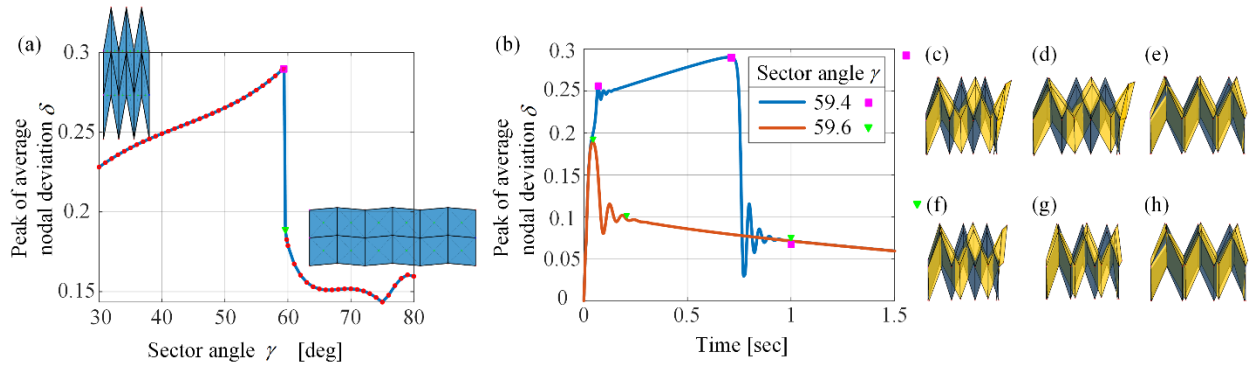 (a)
Peak of average
nodal deviation δ
0.3
0.25
0.2
0.15
30 40 50 60 70 80
Sector angle γ [deg]
(b)
Peak of average
nodal deviation δ
0.3
0.25
0.2
0.15
0.1
0.05
0
0 0.5 1 1.5
Time [sec]
Sector angle γ
59.4
59.6
(c) (d) (e)
(f) (g) (h)